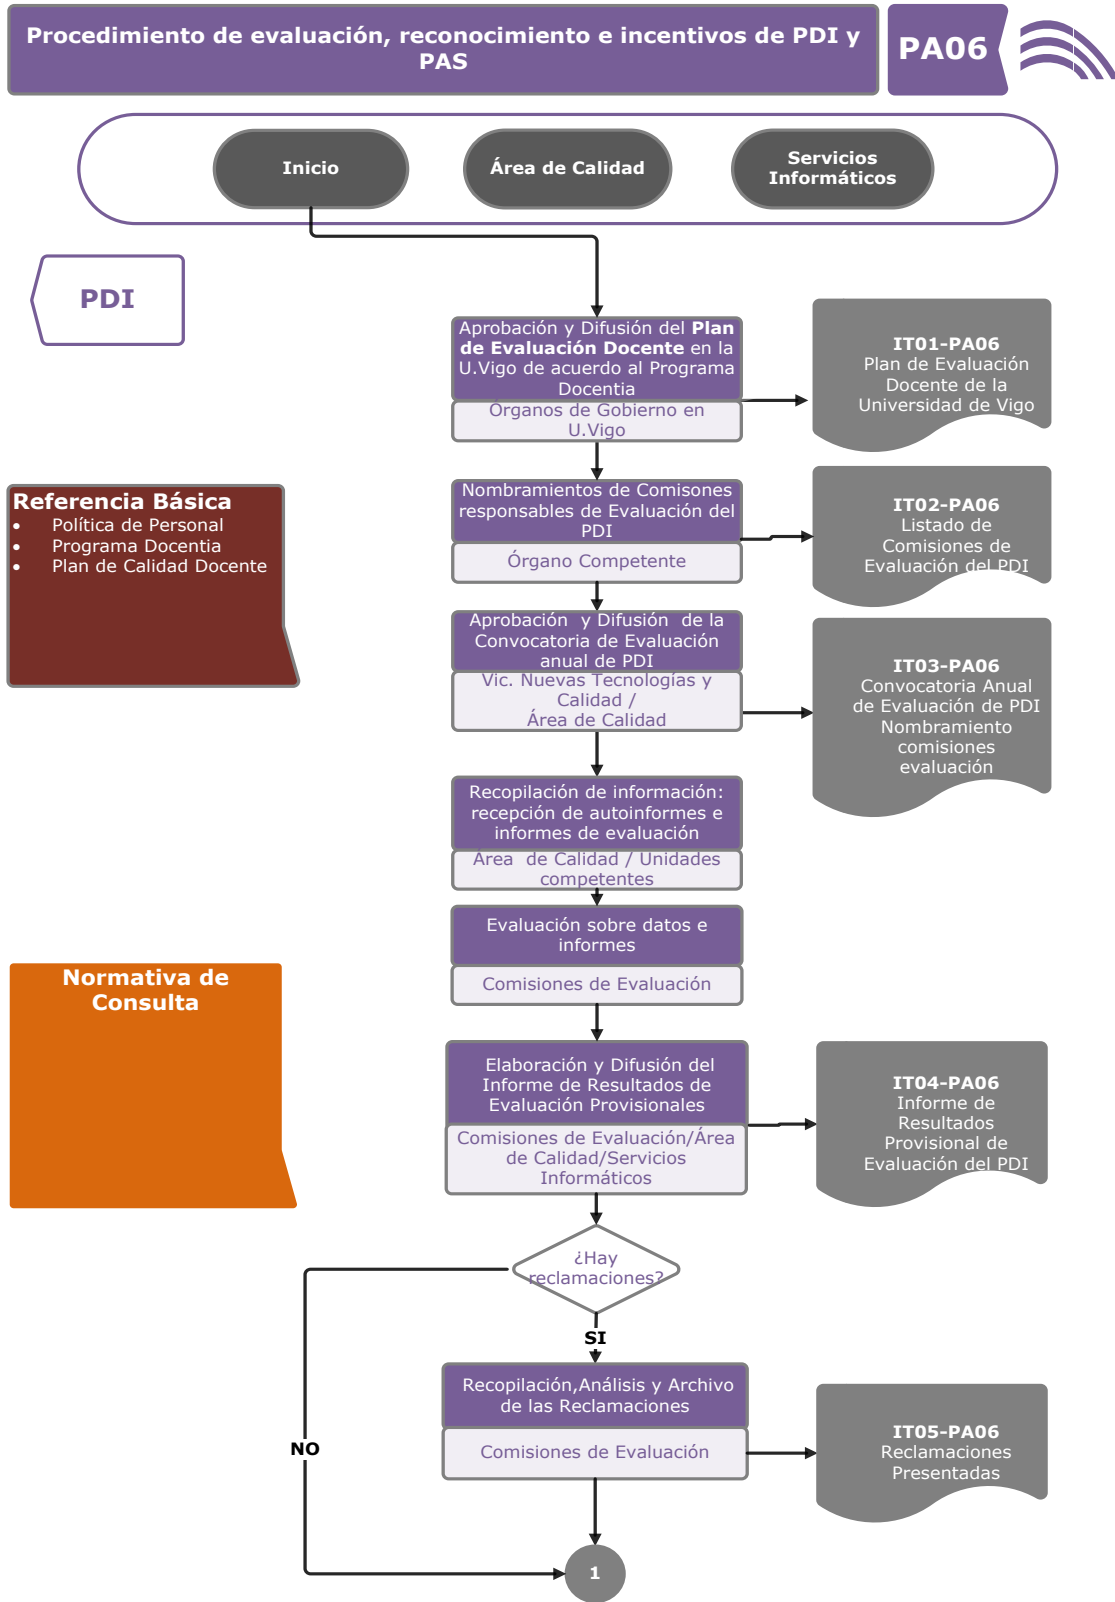 Procedimiento de evaluación, reconocimiento e incentivos de PDI y
PAS
PA06
Inicio
Área de Calidad
Servicios
Informáticos
PDI
Aprobación y Difusión del Plan
de Evaluación Docente en la
U.Vigo de acuerdo al Programa
Docentia
Órganos de Gobierno en
U.Vigo
IT01-PA06
Plan de Evaluación
Docente de la
Universidad de Vigo
Referencia Básica
• Política de Personal
• Programa Docentia
• Plan de Calidad Docente
Nombramientos de Comisones
responsables de Evaluación del
PDI
Órgano Competente
IT02-PA06
Listado de
Comisiones de
Evaluación del PDI
Aprobación y Difusión de la
Convocatoria de Evaluación
anual de PDI
Vic. Nuevas Tecnologías y
Calidad /
Área de Calidad
IT03-PA06
Convocatoria Anual
de Evaluación de PDI
Nombramiento
comisiones
evaluación
Recopilación de información:
recepción de autoinformes e
informes de evaluación
Área de Calidad / Unidades
competentes
Evaluación sobre datos e
informes
Comisiones de Evaluación
Normativa de
Consulta
Elaboración y Difusión del
Informe de Resultados de
Evaluación Provisionales
Comisiones de Evaluación/Área
de Calidad/Servicios
Informáticos
IT04-PA06
Informe de
Resultados
Provisional de
Evaluación del PDI
¿Hay
reclamaciones?
SI
Recopilación,Análisis y Archivo
de las Reclamaciones
Comisiones de Evaluación
NO
IT05-PA06
Reclamaciones
Presentadas
1